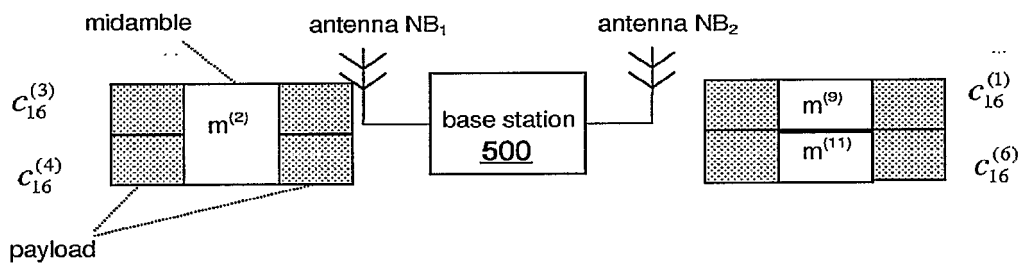 midamble
antenna NB₁
antenna NB₂
c₁₆⁽³⁾
m⁽²⁾
c₁₆⁽⁴⁾
base station
500
m⁽⁹⁾
m⁽¹¹⁾
c₁₆⁽¹⁾
c₁₆⁽⁶⁾
payload